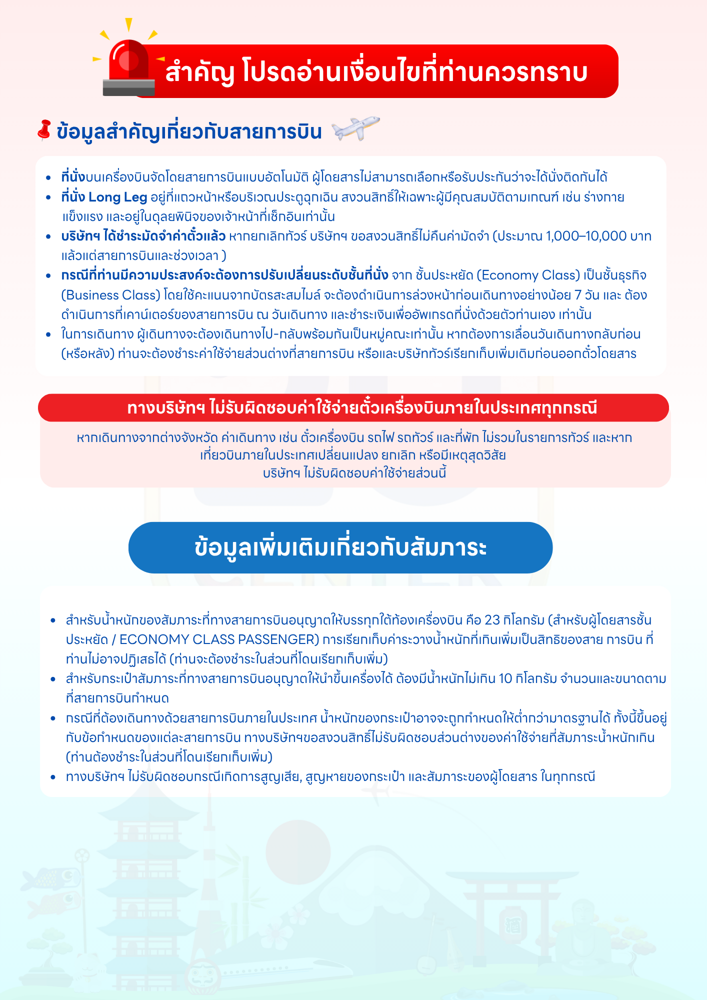 สำคัญ โปรดอ่านเงื่อนไขที่ท่านควรทราบ
ข้อมูลสำคัญเกี่ยวกับสายการบิน
• ที่นั่งบนเครื่องบินจัดโดยสายการบินแบบอัตโนมัติ ผู้โดยสารไม่สามารถเลือกหรือรับประกันว่าจะได้นั่งติดกันได้
• ที่นั่ง Long Leg อยู่ที่แถวหน้าหรือบริเวณประตูฉุกเฉิน สงวนสิทธิ์ให้เฉพาะผู้มีคุณสมบัติตามเกณฑ์ เช่น ร่างกาย
แข็งแรง และอยู่ในดุลยพินิจของเจ้าหน้าที่เช็กอินเท่านั้น
• บริษัทฯ ได้ชำระมัดจำค่าตั๋วแล้ว หากยกเลิกทัวร์ บริษัทฯ ขอสงวนสิทธิ์ไม่คืนค่ามัดจำ (ประมาณ 1,000–10,000 บาท
แล้วแต่สายการบินและช่วงเวลา )
• กรณีที่ท่านมีความประสงค์จะต้องการปรับเปลี่ยนระดับชั้นที่นั่ง จาก ชั้นประหยัด (Economy Class) เป็นชั้นธุรกิจ
(Business Class) โดยใช้คะแนนจากบัตรสะสมไมล์ จะต้องดำเนินการล่วงหน้าก่อนเดินทางอย่างน้อย 7 วัน และ ต้อง
ดำเนินการที่เคาน์เตอร์ของสายการบิน ณ วันเดินทาง และชำระเงินเพื่ออัพเกรดที่นั่งด้วยตัวท่านเอง เท่านั้น
• ในการเดินทาง ผู้เดินทางจะต้องเดินทางไป-กลับพร้อมกันเป็นหมู่คณะเท่านั้น หากต้องการเลื่อนวันเดินทางกลับก่อน
(หรือหลัง) ท่านจะต้องชำระค่าใช้จ่ายส่วนต่างที่สายการบิน หรือและบริษัททัวร์เรียกเก็บเพิ่มเติมก่อนออกตั๋วโดยสาร
ทางบริษัทฯ ไม่รับผิดชอบค่าใช้จ่ายตั๋วเครื่องบินภายในประเทศทุกกรณี
หากเดินทางจากต่างจังหวัด ค่าเดินทาง เช่น ตั๋วเครื่องบิน รถไฟ รถทัวร์ และที่พัก ไม่รวมในรายการทัวร์ และหาก
เที่ยวบินภายในประเทศเปลี่ยนแปลง ยกเลิก หรือมีเหตุสุดวิสัย
บริษัทฯ ไม่รับผิดชอบค่าใช้จ่ายส่วนนี้
ข้อมูลเพิ่มเติมเกี่ยวกับสัมภาระ
• สำหรับน้ำหนักของสัมภาระที่ทางสายการบินอนุญาตให้บรรทุกใต้ท้องเครื่องบิน คือ 23 กิโลกรัม (สำหรับผู้โดยสารชั้น
ประหยัด / ECONOMY CLASS PASSENGER) การเรียกเก็บค่าระวางน้ำหนักที่เกินเพิ่มเป็นสิทธิของสาย การบิน ที่
ท่านไม่อาจปฏิเสธได้ (ท่านจะต้องชำระในส่วนที่โดนเรียกเก็บเพิ่ม)
• สำหรับกระเป๋าสัมภาระที่ทางสายการบินอนุญาตให้นำขึ้นเครื่องได้ ต้องมีน้ำหนักไม่เกิน 10 กิโลกรัม จำนวนและขนาดตาม
ที่สายการบินกำหนด
• กรณีที่ต้องเดินทางด้วยสายการบินภายในประเทศ น้ำหนักของกระเป๋าอาจจะถูกกำหนดให้ต่ำกว่ามาตรฐานได้ ทั้งนี้ขึ้นอยู่
กับข้อกำหนดของแต่ละสายการบิน ทางบริษัทฯขอสงวนสิทธิ์ไม่รับผิดชอบส่วนต่างของค่าใช้จ่ายที่สัมภาระน้ำหนักเกิน
(ท่านต้องชำระในส่วนที่โดนเรียกเก็บเพิ่ม)
• ทางบริษัทฯ ไม่รับผิดชอบกรณีเกิดการสูญเสีย, สูญหายของกระเป๋า และสัมภาระของผู้โดยสาร ในทุกกรณี
酒